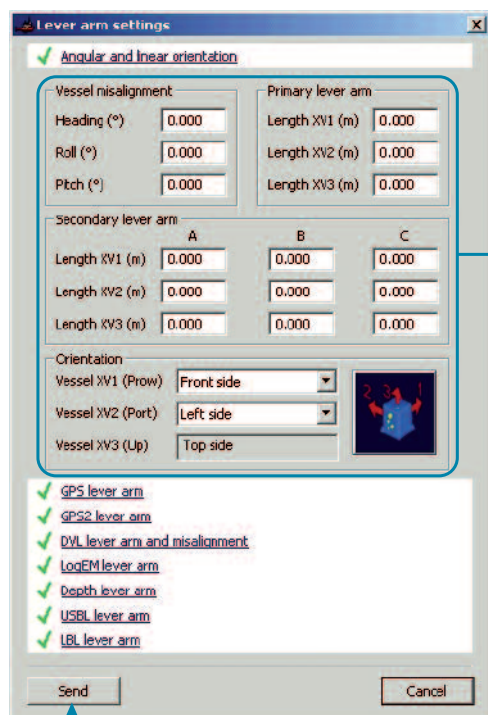 Lever arm settings
Angular and linear orientation
Vessel misalignment
Heading (°) 0.000
Roll (°) 0.000
Pitch (°) 0.000
Primary lever arm
Length XV1 (m) 0.000
Length XV2 (m) 0.000
Length XV3 (m) 0.000
Secondary lever arm
A B C
Length XV1 (m) 0.000 0.000 0.000
Length XV2 (m) 0.000 0.000 0.000
Length XV3 (m) 0.000 0.000 0.000
Orientation
Vessel XV1 (Prow) Front side
Vessel XV2 (Port) Left side
Vessel XV3 (Up) Top side
2 3 1
GPS lever arm
GPS2 lever arm
DVL lever arm and misalignment
LogEM lever arm
Depth lever arm
USBL lever arm
LBL lever arm
Send Cancel